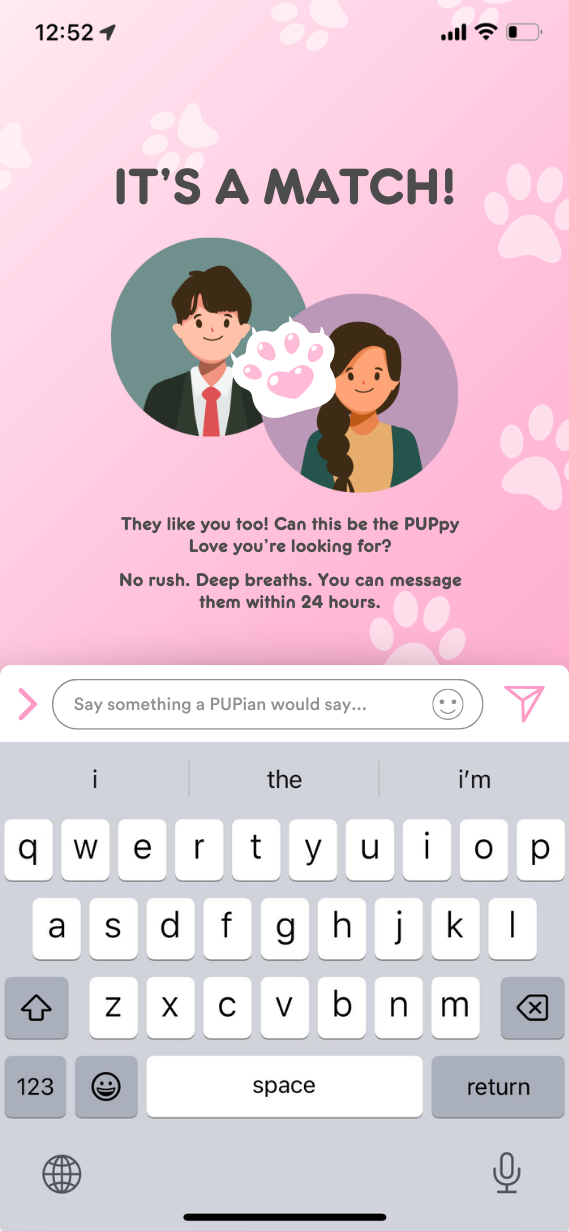 12:52
IT'S A MATCH!
They like you too! Can this be the PUPpy
Love you're looking for?
No rush. Deep breaths. You can message
them within 24 hours.
Say something a PUPian would say...
i the i'm
q w e r t y u i o p
a s d f g h j k l
z x c v b n m
123 space return